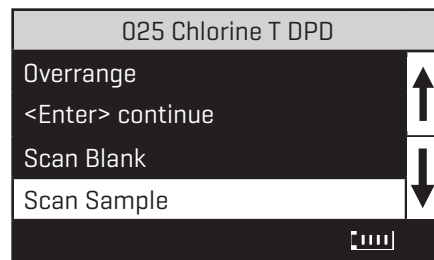 025 Chlorine T DPD
Overrange
<Enter> continue
Scan Blank
Scan Sample